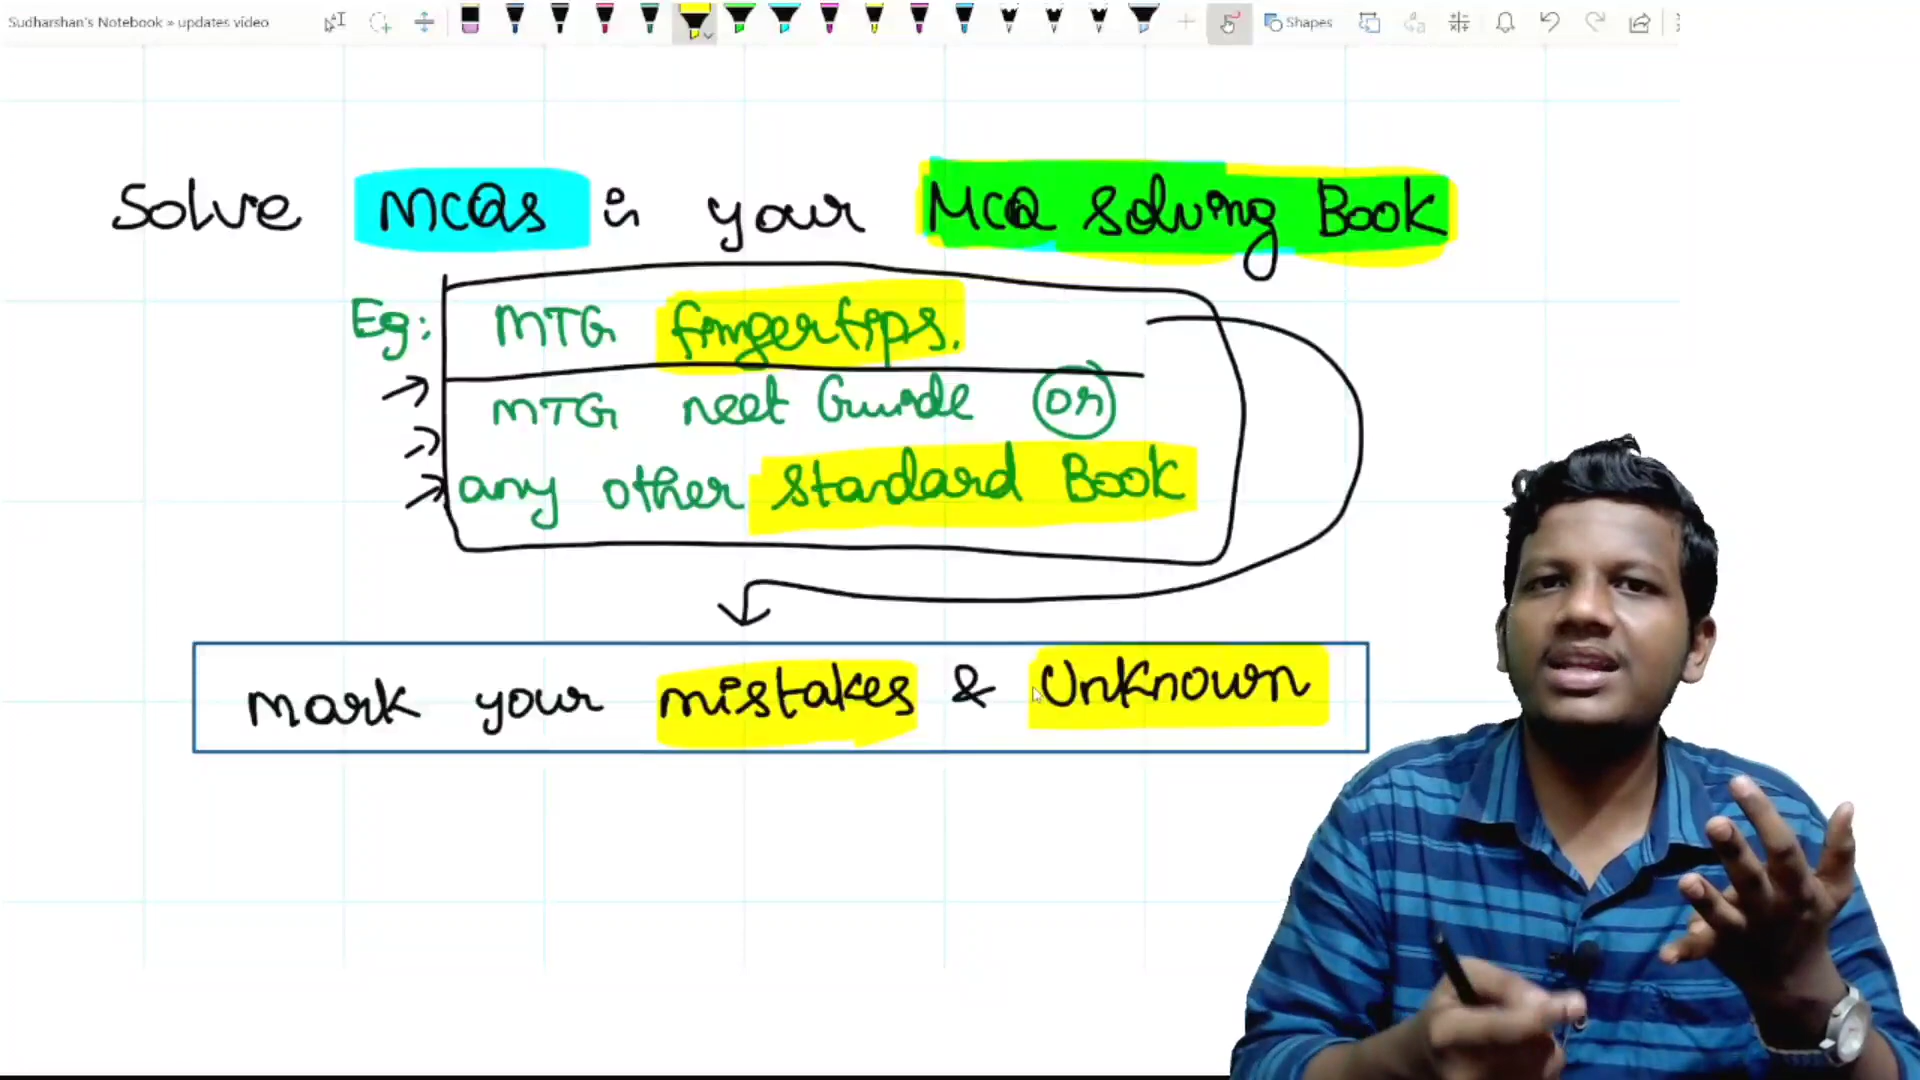 Sudharshan's Notebook » updates video
Shapes
Solve MCQs in your MCQ solving Book
Eg: MTG fingertips.
MTG neet Guide or
any other standard Book
mark your mistakes & Unknown